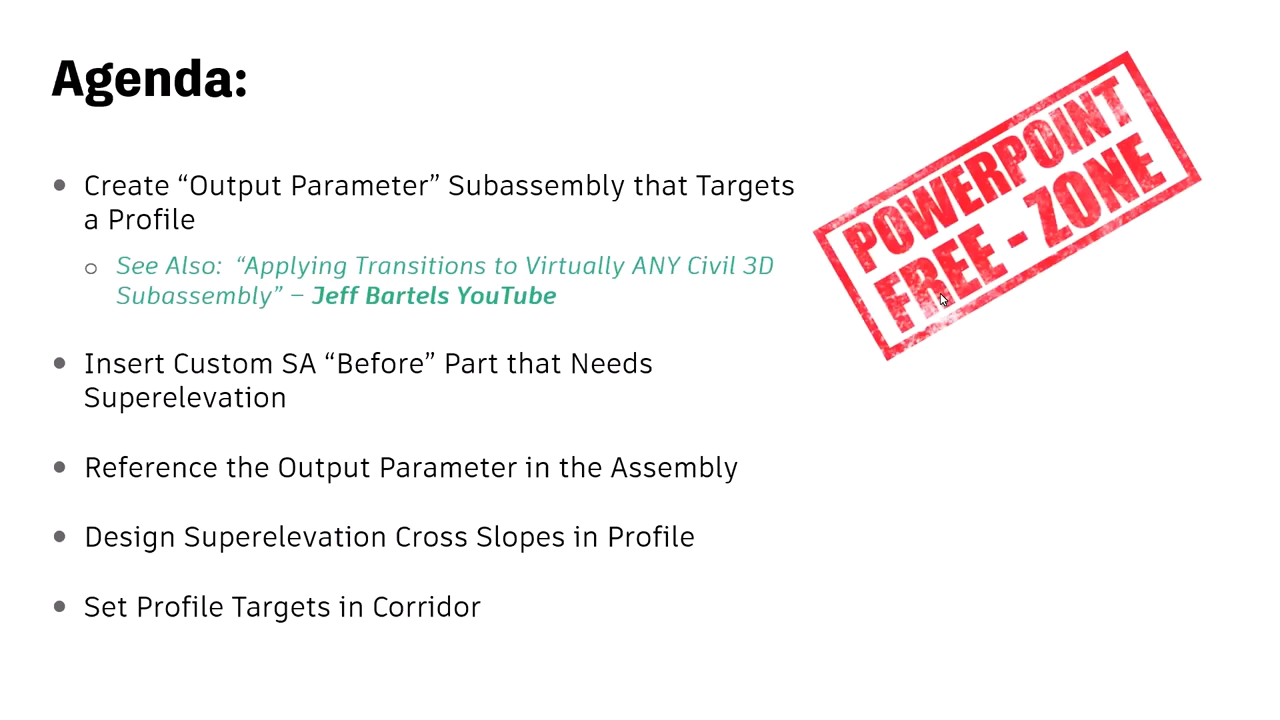 Agenda:
Create “Output Parameter” Subassembly that Targets
a Profile
See Also:  “Applying Transitions to Virtually ANY Civil 3D
Subassembly” – Jeff Bartels YouTube
Insert Custom SA “Before” Part that Needs
Superelevation
Reference the Output Parameter in the Assembly
Design Superelevation Cross Slopes in Profile
Set Profile Targets in Corridor
POWERPOINT
FREE - ZONE